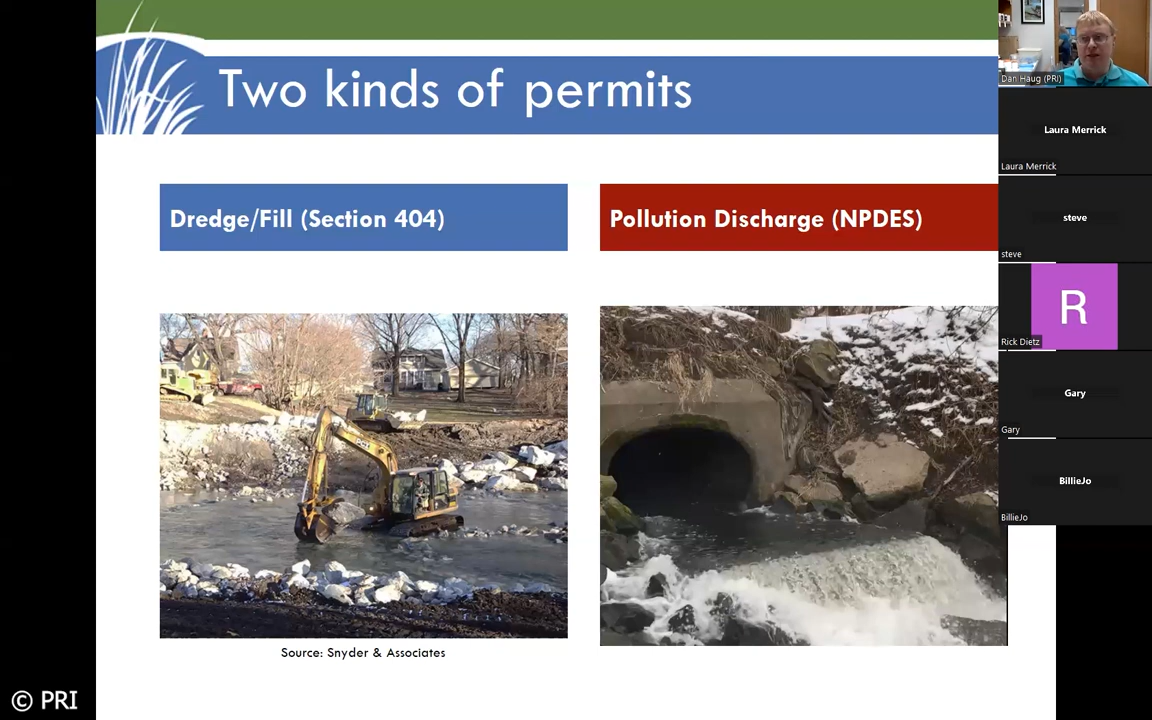 Two kinds of permits
Dredge/Fill (Section 404)
Pollution Discharge (NPDES)
Source: Snyder & Associates
© PRI
Dan Haug (PRI)
Laura Merrick
Laura Merrick
steve
steve
R
Rick Dietz
Gary
Gary
BillieJo
BillieJo